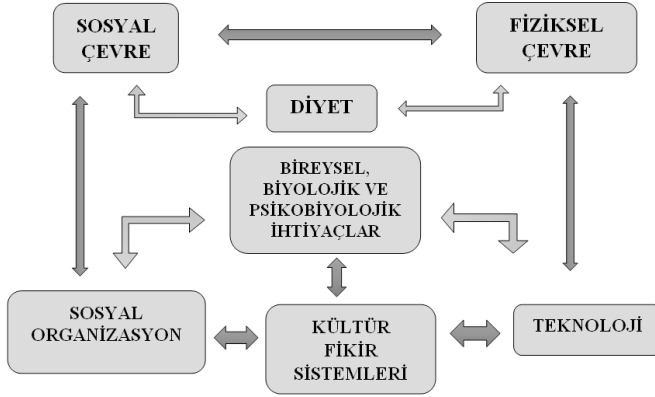 SOSYAL
ÇEVRE
FİZİKSEL
ÇEVRE
DİYET
BİREYSEL,
BİYOLOJİK VE
PSİKOBİYOLOJİK
İHTİYAÇLAR
SOSYAL
ORGANİZASYON
KÜLTÜR
FİKİR
SİSTEMLERİ
TEKNOLOJİ